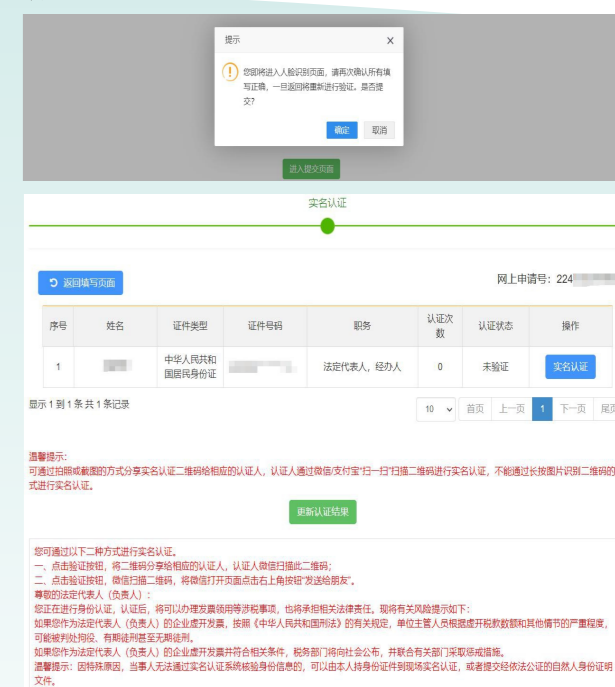 提示
×
您即将进入人脸识别页面，请再次确认所有填
写正确，一旦返回将重新进行验证。是否提
交?
确定 取消
进入提交页面
实名认证
返回填写页面
网上申请号：224
序号 姓名 证件类型 证件号码 职务 认证次数 认证状态 操作
1 中华人民共和国居民身份证 法定代表人，经办人 0 未验证 实名认证
显示 1 到 1 条 共 1 条记录
10 首页 上一页 1 下一页 尾页
温馨提示：
可通过拍照或截图的方式分享实名认证二维码给相应的认证人，认证人通过微信/支付宝“扫一扫”扫描二维码进行实名认证，不能通过长按图片识别二维码的
式进行实名认证。
更新认证结果
您可通过以下二种方式进行实名认证。
一、点击验证按钮，将二维码分享给相应的认证人，认证人微信扫描此二维码；
二、点击验证按钮，微信扫描二维码，将微信打开页面点击右上角按钮“发送给朋友”。
尊敬的法定代表人（负责人）：
您正在进行身份认证，认证后，将可以办理发票领用等涉税事项，也将承担相关法律责任。现将有关风险提示如下：
如果您作为法定代表人（负责人）的企业虚开发票，按照《中华人民共和国刑法》的有关规定，单位主管人员根据虚开税款数额和其他情节的严重程度，
可能被判处拘役、有期徒刑甚至无期徒刑。
如果您作为法定代表人（负责人）的企业虚开发票并符合相关条件，税务部门将向社会公布，并联合有关部门采取惩戒措施。
温馨提示：因特殊原因，当事人无法通过实名认证系统核验身份信息的，可以由本人持身份证件到现场实名认证，或者提交经依法公证的自然人身份证明
文件。